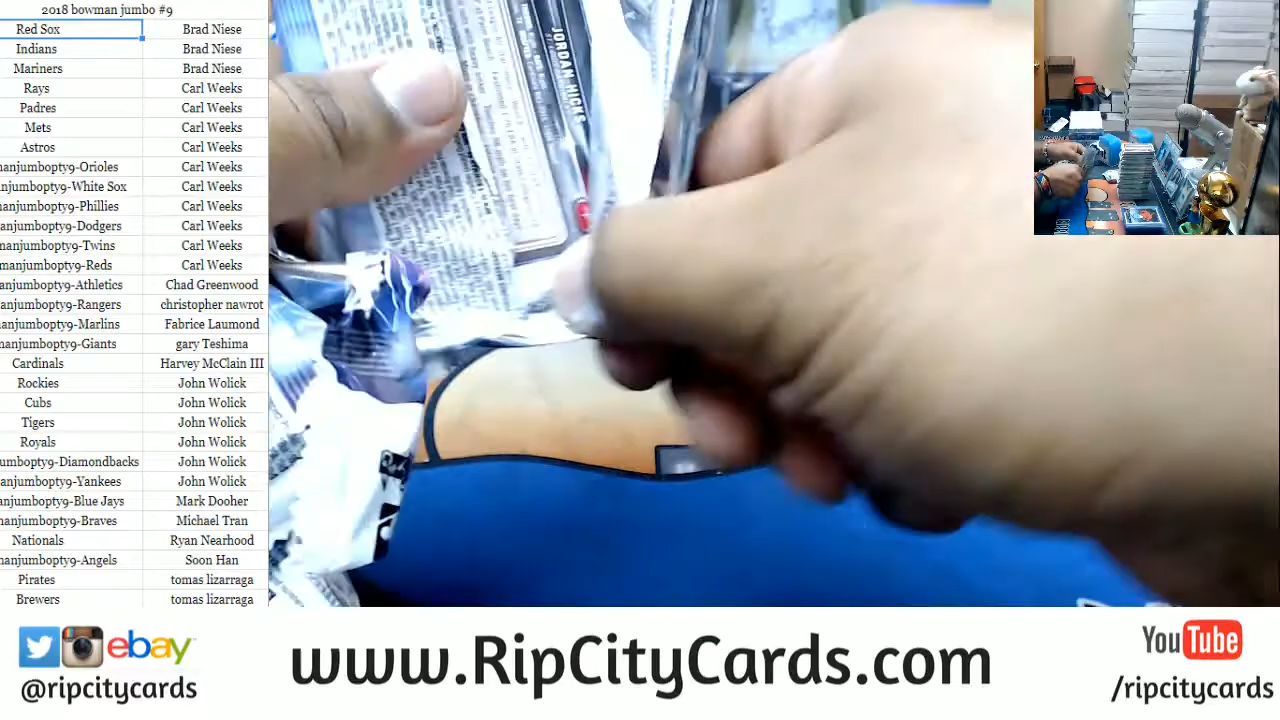 2018 bowman jumbo #9
Red Sox Brad Niese
Indians Brad Niese
Mariners Brad Niese
Rays Carl Weeks
Padres Carl Weeks
Mets Carl Weeks
Astros Carl Weeks
manjumbopty9-Orioles Carl Weeks
njumbopty9-White Sox Carl Weeks
anjumbopty9-Phillies Carl Weeks
manjumbopty9-Dodgers Carl Weeks
manjumbopty9-Twins Carl Weeks
manjumbopty9-Reds Carl Weeks
anjumbopty9-Athletics Chad Greenwood
manjumbopty9-Rangers christopher nawrot
anjumbopty9-Marlins Fabrice Laumond
manjumbopty9-Giants gary Teshima
Cardinals Harvey McClain III
Rockies John Wolick
Cubs John Wolick
Tigers John Wolick
Royals John Wolick
umbopty9-Diamondbacks John Wolick
anjumbopty9-Yankees John Wolick
anjumbopty9-Blue Jays Mark Dooher
manjumbopty9-Braves Michael Tran
Nationals Ryan Nearhood
manjumbopty9-Angels Soon Han
Pirates tomas lizarraga
Brewers tomas lizarraga
JORDAN HICKS
ebay
@ripcitycards
www.RipCityCards.com
YouTube
/ripcitycards